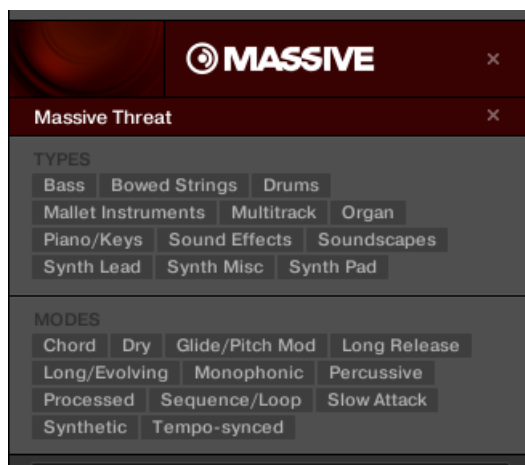 MASSIVE
Massive Threat
TYPES
Bass Bowed Strings Drums
Mallet Instruments Multitrack Organ
Piano/Keys Sound Effects Soundscapes
Synth Lead Synth Misc Synth Pad
MODES
Chord Dry Glide/Pitch Mod Long Release
Long/Evolving Monophonic Percussive
Processed Sequence/Loop Slow Attack
Synthetic Tempo-synced